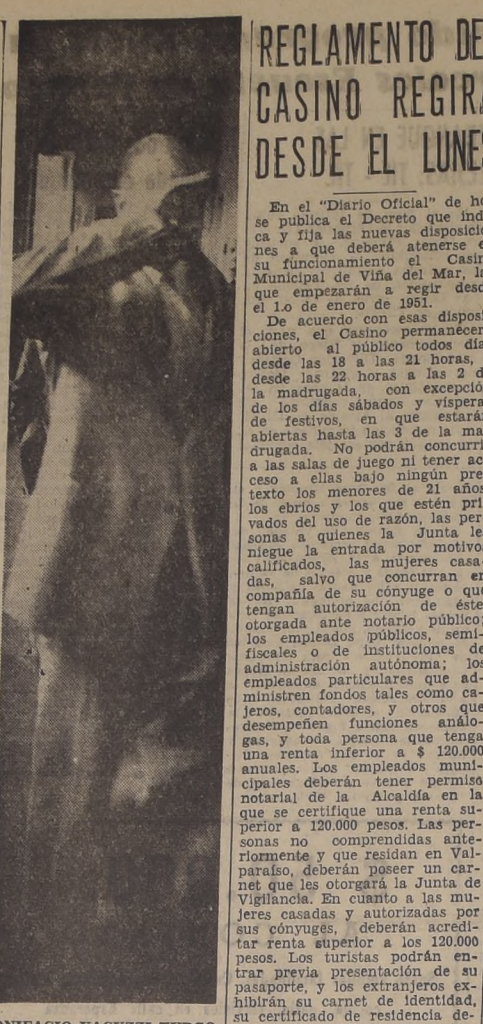 REGLAMENTO DE
CASINO REGIRA
DESDE EL LUNES
En el "Diario Oficial" de ho
se publica el Decreto que indi
ca y fija las nuevas disposicio
nes a que deberá atenerse e
su funcionamiento el Casin
Municipal de Viña del Mar, la
que empezarán a regir desd
el 1.o de enero de 1951.
De acuerdo con esas disposi
ciones, el Casino permanecer
abierto al público todos día
desde las 18 a las 21 horas,
desde las 22 horas a las 2 d
la madrugada, con excepció
de los días sábados y víspera
de festivos, en que estará
abiertas hasta las 3 de la ma
drugada. No podrán concurri
a las salas de juego ni tener ac
ceso a ellas bajo ningún pre
texto los menores de 21 años
los ebrios y los que estén pri
vados del uso de razón, las per
sonas a quienes la Junta le
niegue la entrada por motivo
calificados, las mujeres casa-
das, salvo que concurran en
compañía de su cónyuge o que
tengan autorización de éste
otorgada ante notario público;
los empleados públicos, semi-
fiscales o de instituciones de
administración autónoma; los
empleados particulares que ad-
ministren fondos tales como ca-
jeros, contadores, y otros que
desempeñen funciones análo-
gas, y toda persona que tenga
una renta inferior a $ 120.000
anuales. Los empleados muni-
cipales deberán tener permiso
notarial de la Alcaldía en la
que se certifique una renta su-
perior a 120.000 pesos. Las per-
sonas no comprendidas ante-
riormente y que residan en Val-
paraíso, deberán poseer un car-
net que les otorgará la Junta de
Vigilancia. En cuanto a las mu-
jeres casadas y autorizadas por
sus cónyuges, deberán acredi-
tar renta superior a los 120.000
pesos. Los turistas podrán en-
trar previa presentación de su
pasaporte, y los extranjeros ex-
hibirán su carnet de identidad,
su certificado de residencia de-